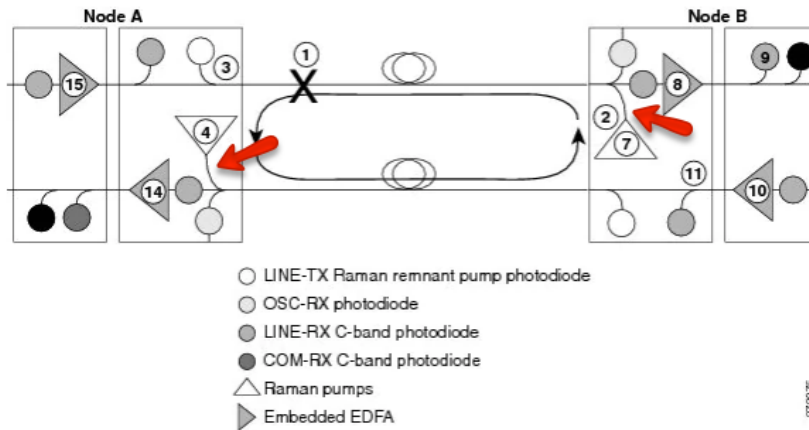 Node A
Node B
1
15
3
9
8
4
2
7
11
14
10
X
LINE-TX Raman remnant pump photodiode
OSC-RX photodiode
LINE-RX C-band photodiode
COM-RX C-band photodiode
Raman pumps
Embedded EDFA